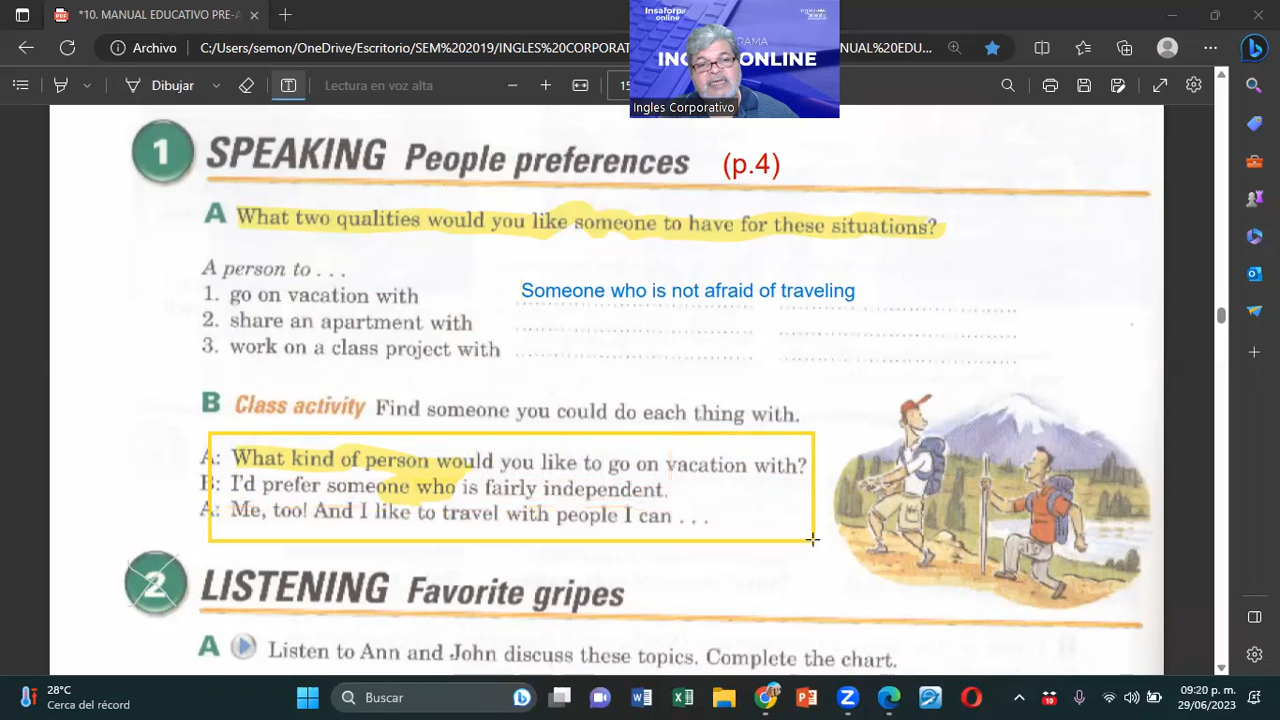 *10. MANUAL EDUCATIVO PRE-A
Insaforp
online
INGLES ONLINE
Ingles Corporativo
Archivo
C:/Users/semon/OneDrive/Escritorio/SEM%202019/INGLES%20CORPORAT
ANUAL%20EDU...
Dibujar
Lectura en voz alta
15
1 SPEAKING People preferences (p.4)
A What two qualities would you like someone to have for these situations?
A person to . . .
1. go on vacation with Someone who is not afraid of traveling
2. share an apartment with
3. work on a class project with
B Class activity Find someone you could do each thing with.
A: What kind of person would you like to go on vacation with?
B: I'd prefer someone who is fairly independent.
A: Me, too! And I like to travel with people I can . . .
2 LISTENING Favorite gripes
A Listen to Ann and John discuss these topics. Complete the chart.
28°C
Cerca del récord
Buscar
10
09:20 p. m.
29/06/2023